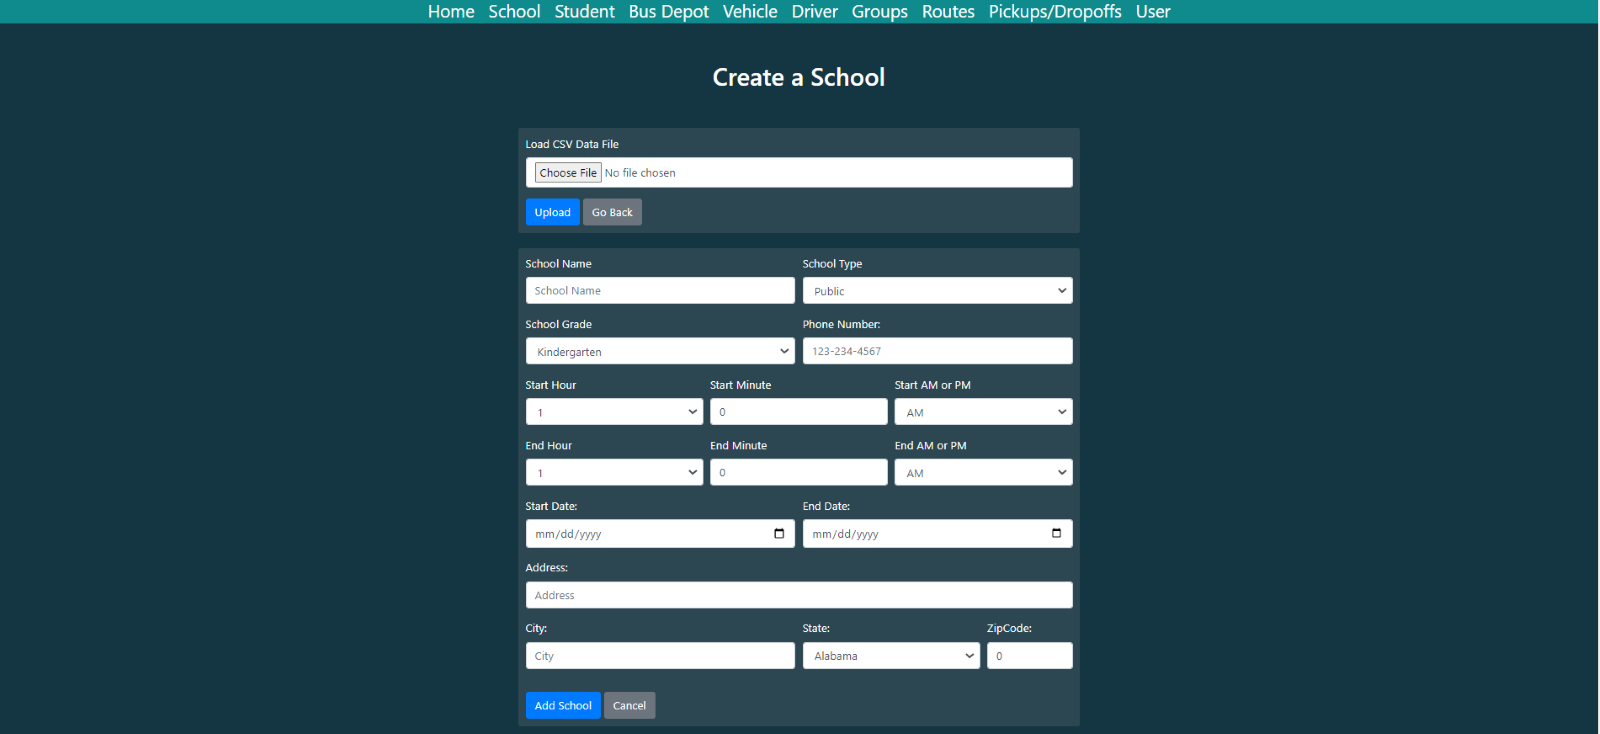 Home School Student Bus Depot Vehicle Driver Groups Routes Pickups/Dropoffs User
Create a School
Load CSV Data File
Choose File No file chosen
Upload Go Back
School Name School Type
School Name Public
School Grade Phone Number:
Kindergarten 123-234-4567
Start Hour Start Minute Start AM or PM
1 0 AM
End Hour End Minute End AM or PM
1 0 AM
Start Date: End Date:
mm/dd/yyyy mm/dd/yyyy
Address:
Address
City: State: ZipCode:
City Alabama 0
Add School Cancel